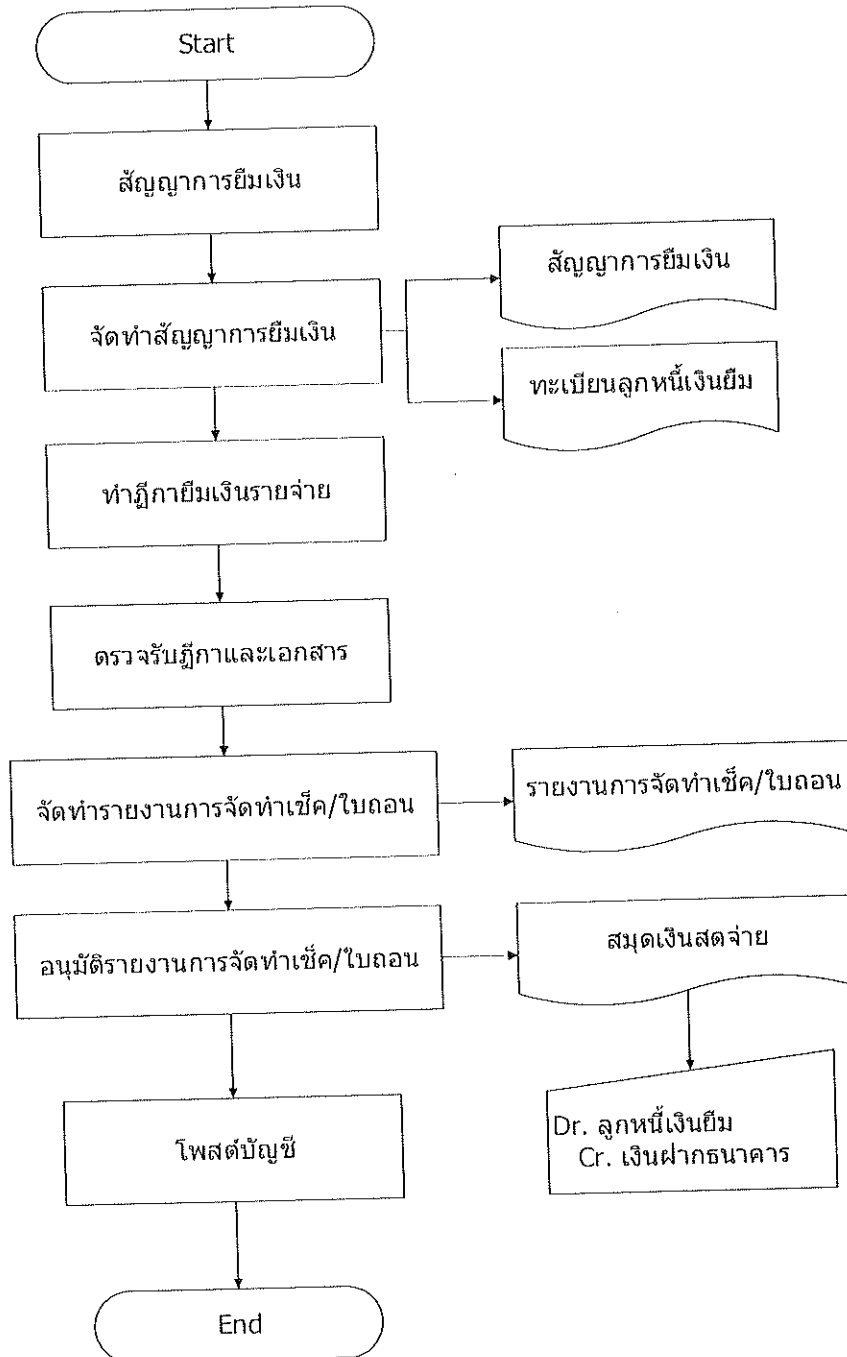 Start
สัญญาการยืมเงิน
จัดทำสัญญาการยืมเงิน
สัญญาการยืมเงิน
ทะเบียนลูกหนี้เงินยืม
ทำฎีกายืมเงินรายจ่าย
ตรวจรับฎีกาและเอกสาร
จัดทำรายงานการจัดทำเช็ค/ใบถอน
รายงานการจัดทำเช็ค/ใบถอน
อนุมัติรายงานการจัดทำเช็ค/ใบถอน
สมุดเงินสดจ่าย
Dr. ลูกหนี้เงินยืม
Cr. เงินฝากธนาคาร
โพสต์บัญชี
End